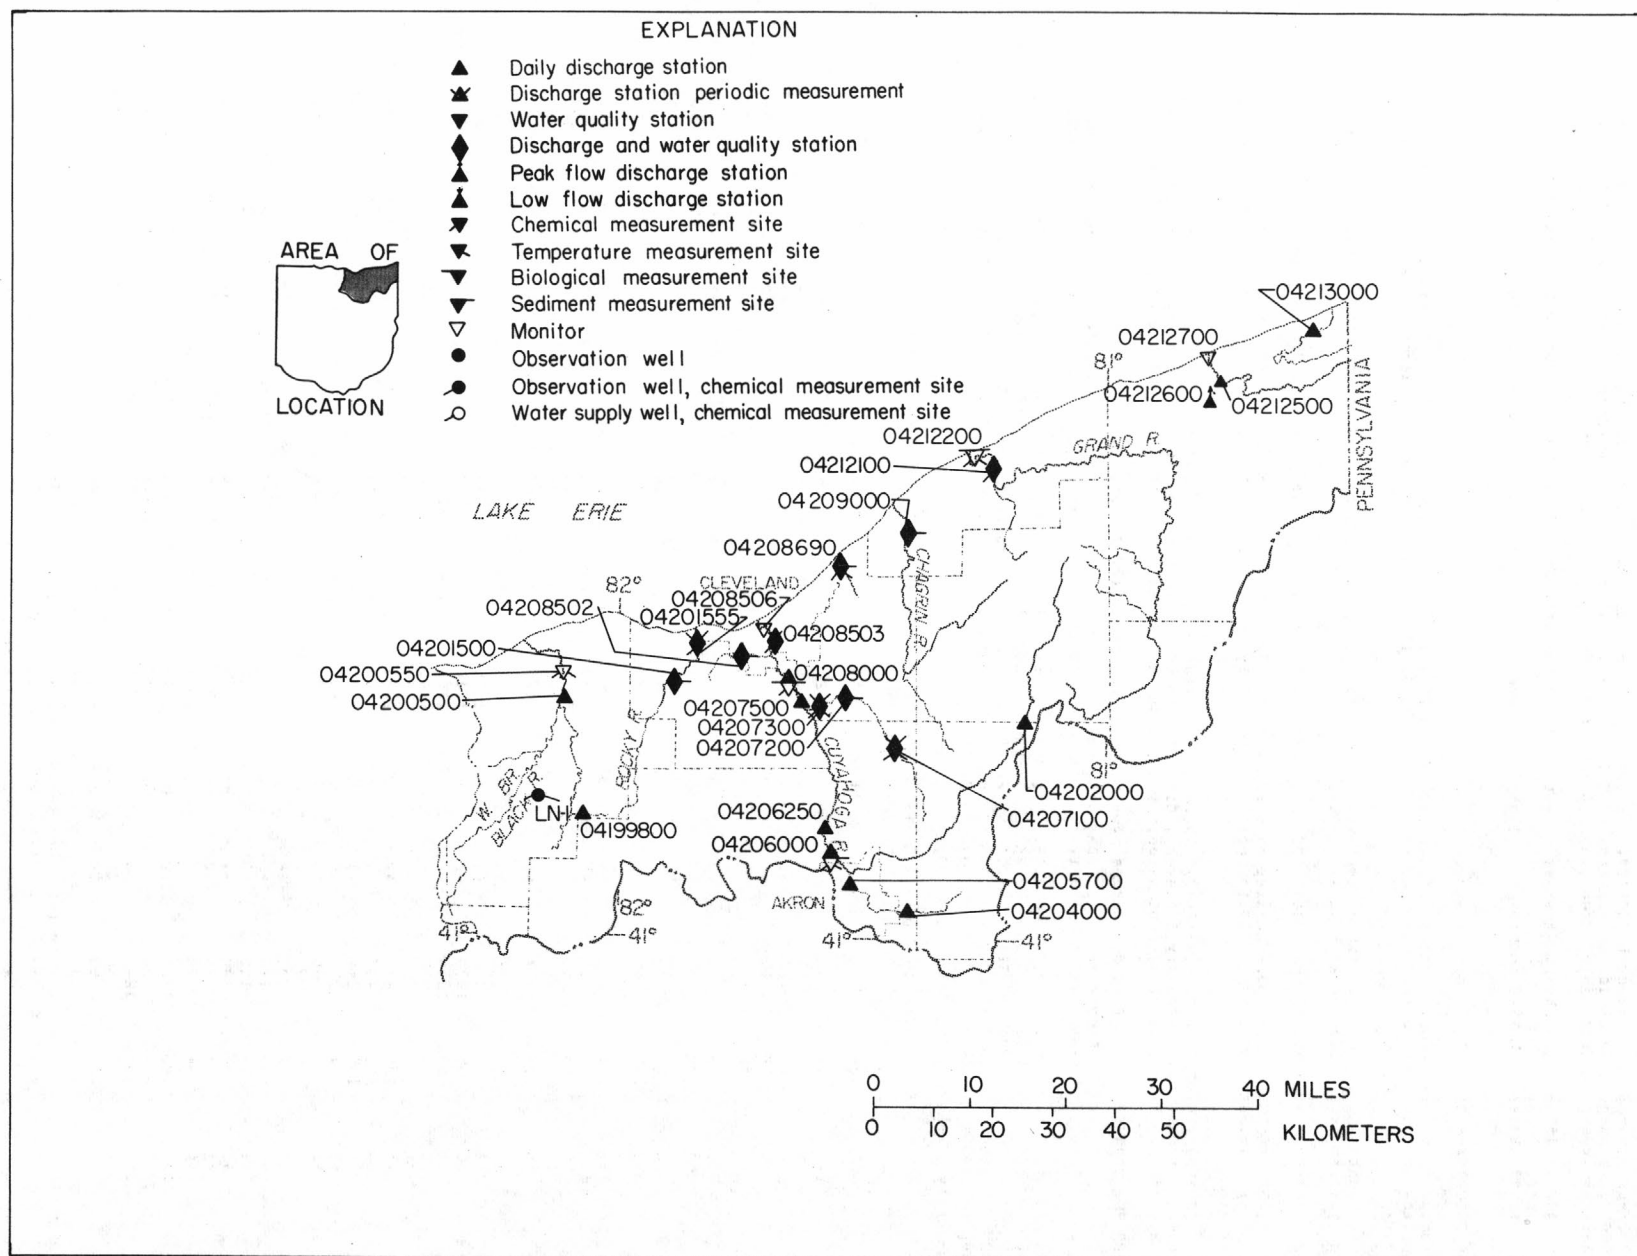 EXPLANATION
Daily discharge station
Discharge station periodic measurement
Water quality station
Discharge and water quality station
Peak flow discharge station
Low flow discharge station
Chemical measurement site
Temperature measurement site
Biological measurement site
Sediment measurement site
Monitor
Observation well
Observation well, chemical measurement site
Water supply well, chemical measurement site
AREA OF
LOCATION
04213000
04212700
81°
04212600
04212500
PENNSYLVANIA
04212200
GRAND R.
04212100
04209000
LAKE ERIE
04208690
CHAGRIN R.
82°
CLEVELAND
04208506
04208502
04201555
04208503
04201500
04200550
04208000
04200500
04207500
04207300
04207200
ROCKY R.
CUYAHOGA R.
81°
04202000
W. BR.
BLACK R.
LN-1
04206250
04207100
04199800
04206000
04205700
AKRON
04204000
82°
41°
41°
41°
41°
0 10 20 30 40 MILES
0 10 20 30 40 50 KILOMETERS